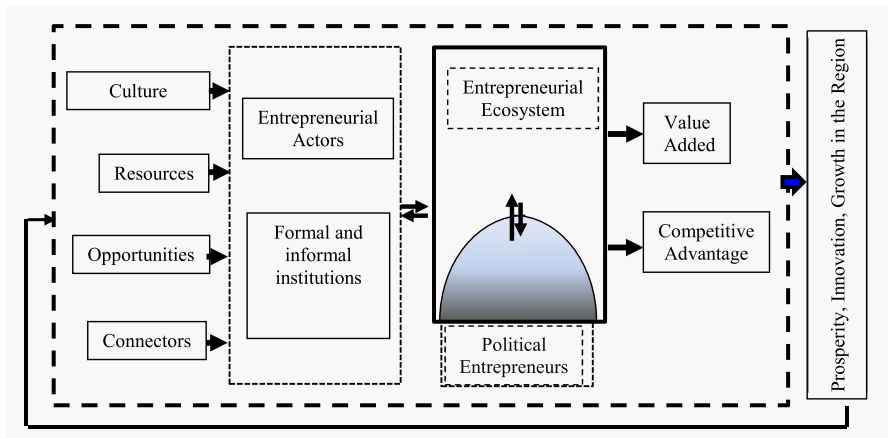 Culture
Resources
Opportunities
Connectors
Entrepreneurial
Actors
Formal and
informal
institutions
Entrepreneurial
Ecosystem
Political
Entrepreneurs
Value
Added
Competitive
Advantage
Prosperity, Innovation, Growth in the Region